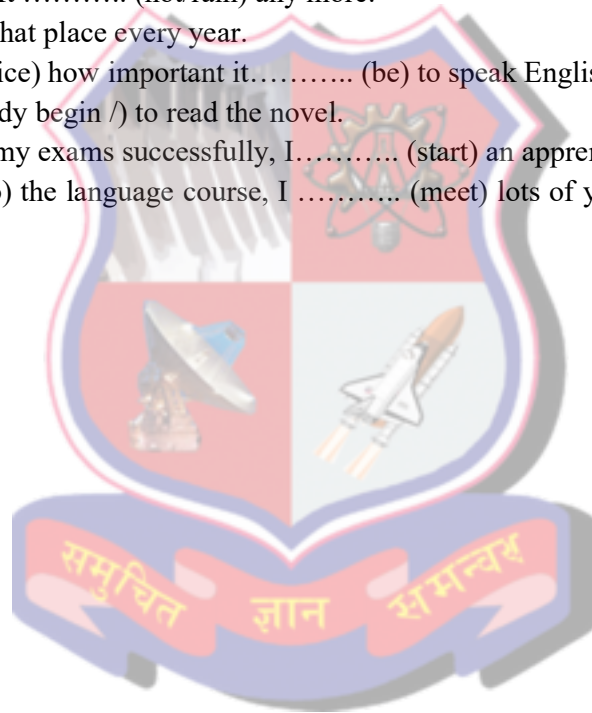 (not rain) any more.
hat place every year.
ice) how important it……….. (be) to speak Englis
dy begin /) to read the novel.
my exams successfully, I……….. (start) an appren
) the language course, I ……….. (meet) lots of y
समुचित ज्ञान समन्वय